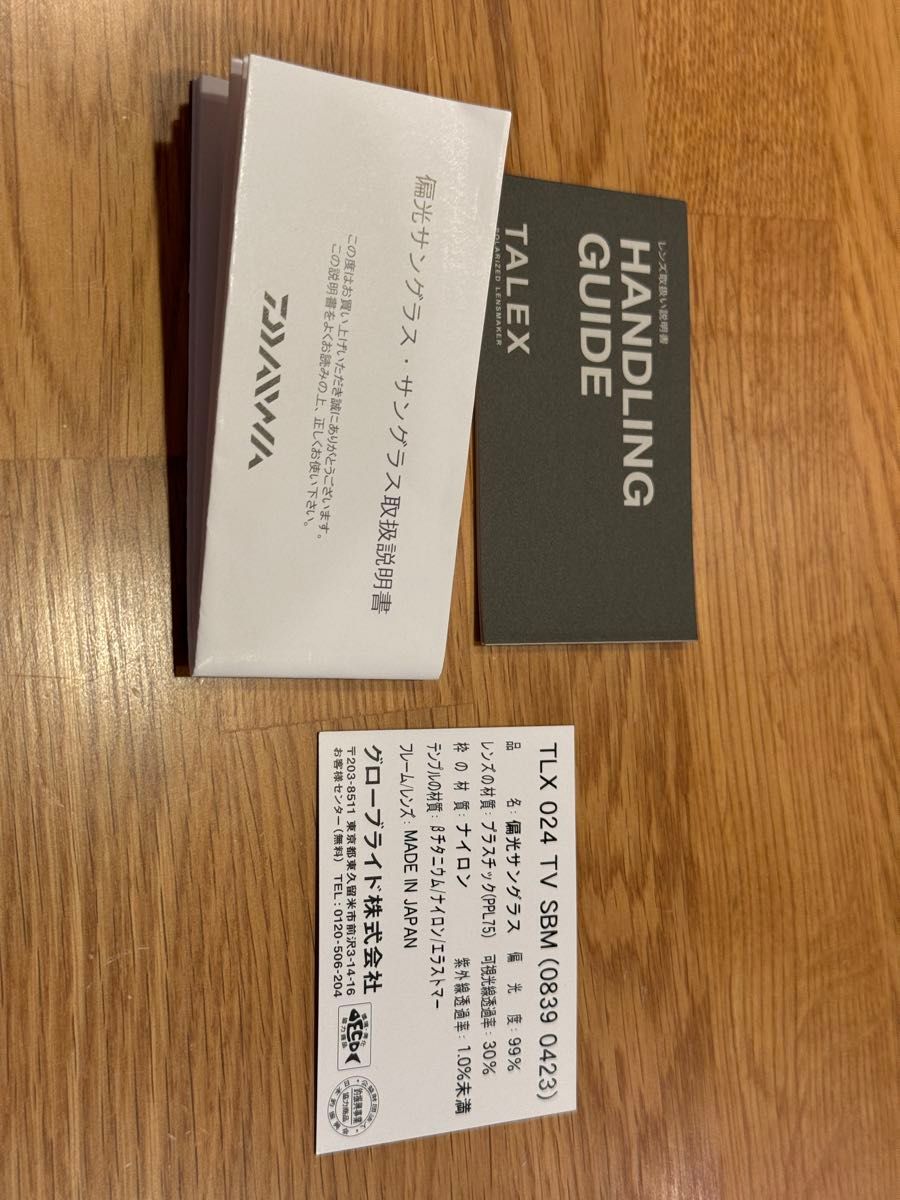 レンズ取扱い説明書
HANDLING
GUIDE
TALEX
POLARIZED LENSMAKER
偏光サングラス・サングラス取扱説明書
この度はお買い上げいただき誠にありがとうございます。
この説明書をよくお読みの上、正しくお使い下さい。
DAIWA
TLX 024 TV SBM (0839 0423)
品名：偏光サングラス 偏光度：99%
レンズの材質：プラスチック(PPL75) 可視光線透過率：30%
枠の材質：ナイロン 紫外線透過率：1.0%未満
テンプルの材質：βチタニウム/ナイロン/エラストマー
フレーム/レンズ：MADE IN JAPAN
グローブライド株式会社
〒203-8511 東京都東久留米市前沢3-14-16
お客様センター(無料) TEL：0120-506-204
ECD
釣振興事業
協力商品